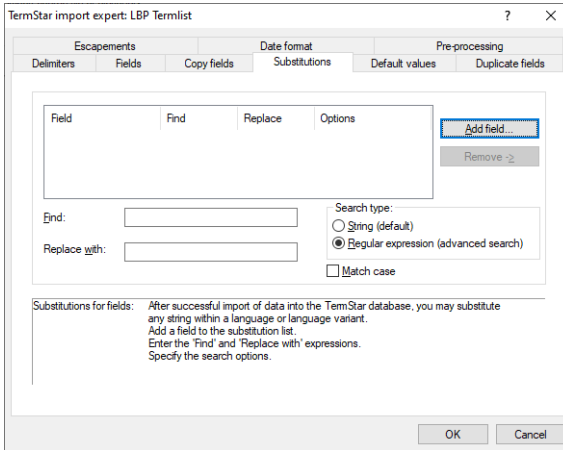 TermStar import expert: LBP Termlist
?
Escapements Date format Pre-processing
Delimiters Fields Copy fields Substitutions Default values Duplicate fields
Field Find Replace Options
Add field...
Remove ->
Find:
Replace with:
Search type:
String (default)
Regular expression (advanced search)
Match case
Substitutions for fields: After successful import of data into the TermStar database, you may substitute
any string within a language or language variant.
Add a field to the substitution list.
Enter the 'Find' and 'Replace with' expressions.
Specify the search options.
OK Cancel